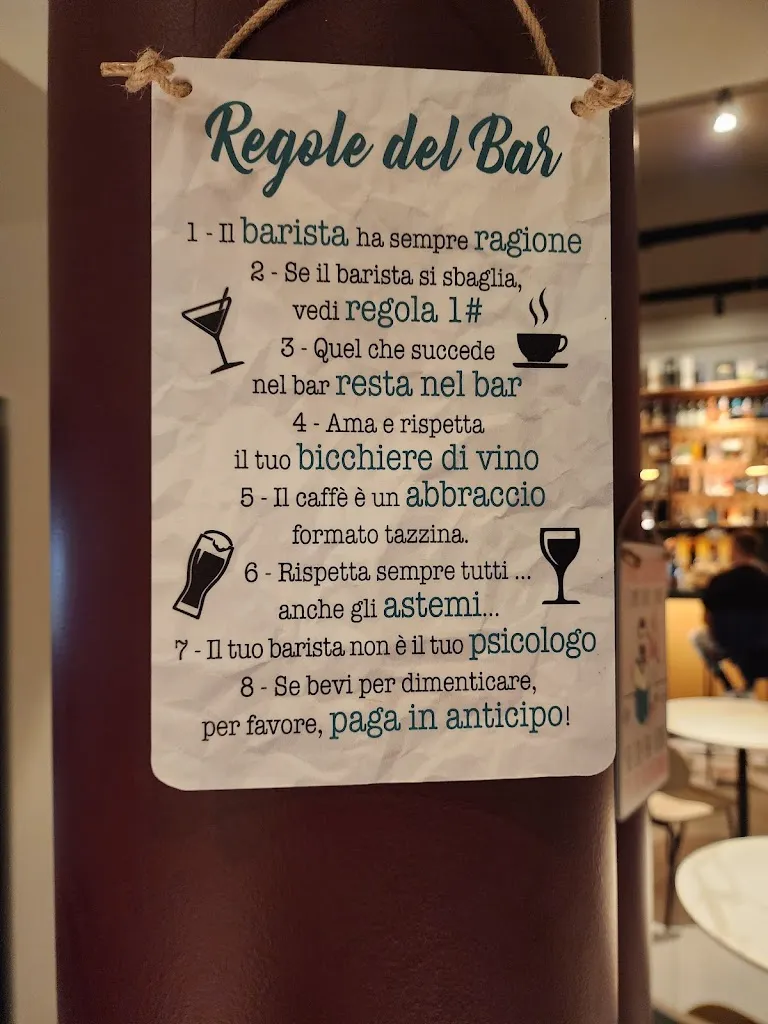 Regole del Bar
1 - Il barista ha sempre ragione
2 - Se il barista si sbaglia,
vedi regola 1#
3 - Quel che succede
nel bar resta nel bar
4 - Ama e rispetta
il tuo bicchiere di vino
5 - Il caffè è un abbraccio
formato tazzina.
6 - Rispetta sempre tutti ...
anche gli astemi...
7 - Il tuo barista non è il tuo psicologo
8 - Se bevi per dimenticare,
per favore, paga in anticipo!